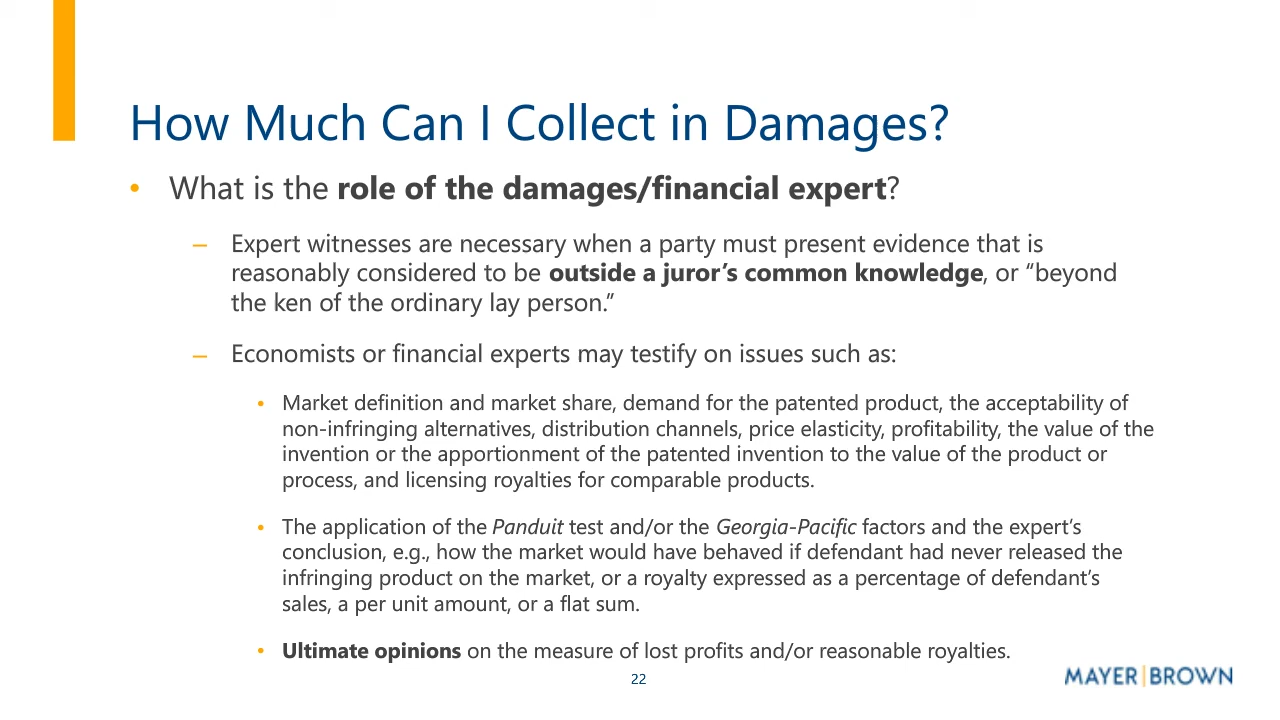 How Much Can I Collect in Damages?
• What is the role of the damages/financial expert?
– Expert witnesses are necessary when a party must present evidence that is
reasonably considered to be outside a juror’s common knowledge, or “beyond
the ken of the ordinary lay person.”
– Economists or financial experts may testify on issues such as:
• Market definition and market share, demand for the patented product, the acceptability of
non-infringing alternatives, distribution channels, price elasticity, profitability, the value of the
invention or the apportionment of the patented invention to the value of the product or
process, and licensing royalties for comparable products.
• The application of the Panduit test and/or the Georgia-Pacific factors and the expert’s
conclusion, e.g., how the market would have behaved if defendant had never released the
infringing product on the market, or a royalty expressed as a percentage of defendant’s
sales, a per unit amount, or a flat sum.
• Ultimate opinions on the measure of lost profits and/or reasonable royalties.
22
MAYER|BROWN